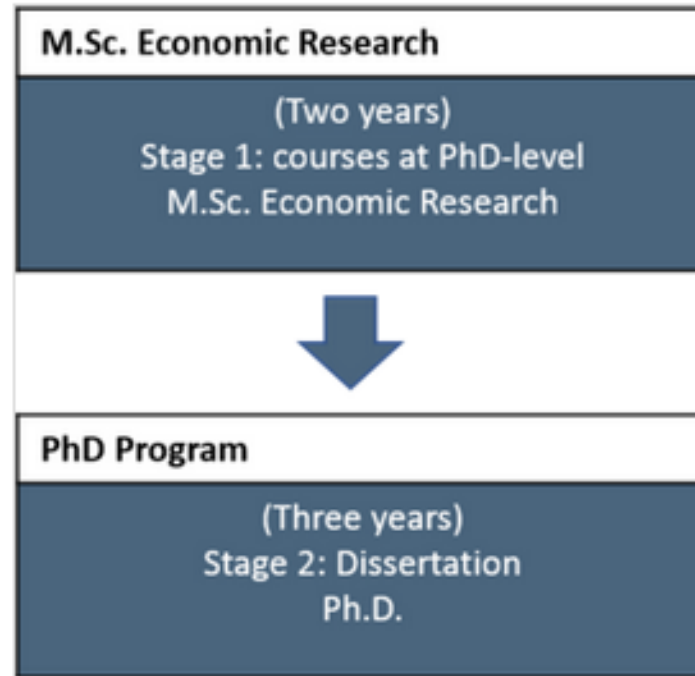 M.Sc. Economic Research
(Two years)
Stage 1: courses at PhD-level
M.Sc. Economic Research
PhD Program
(Three years)
Stage 2: Dissertation
Ph.D.